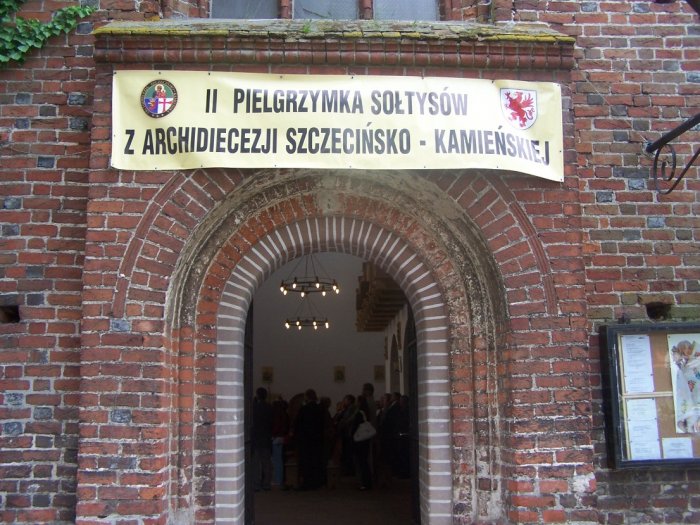 II PIELGRZYMKA SOŁTYSÓW
Z ARCHIDIECEZJI SZCZECIŃSKO - KAMIEŃSKIEJ